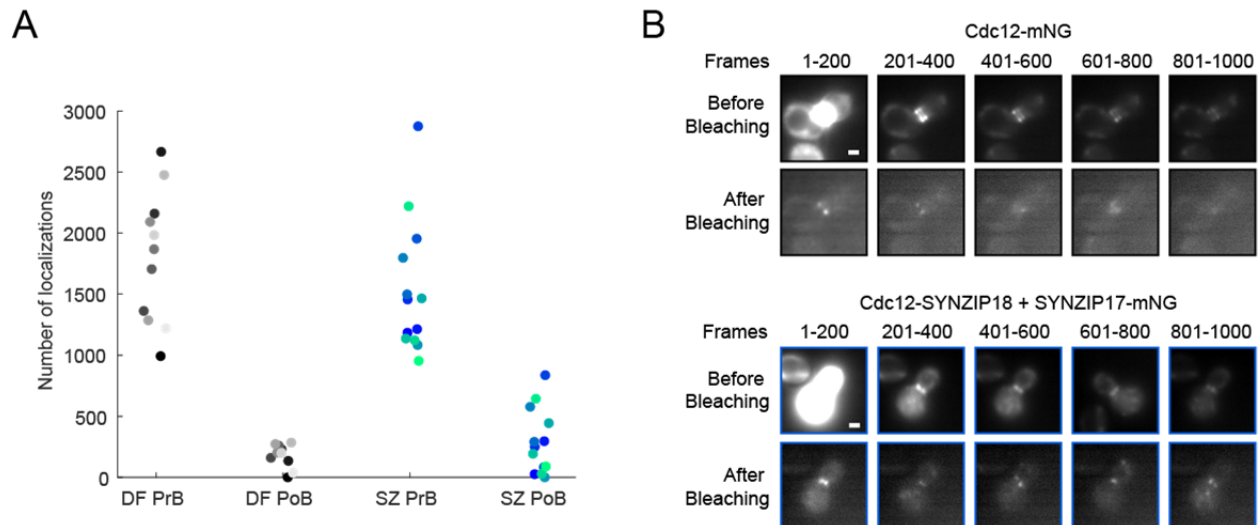 A
Number of localizations
3000
2500
2000
1500
1000
500
0
DF PrB
DF PoB
SZ PrB
SZ PoB
B
Cdc12-mNG
Frames 1-200 201-400 401-600 601-800 801-1000
Before
Bleaching
After
Bleaching
Cdc12-SYNZIP18 + SYNZIP17-mNG
Frames 1-200 201-400 401-600 601-800 801-1000
Before
Bleaching
After
Bleaching